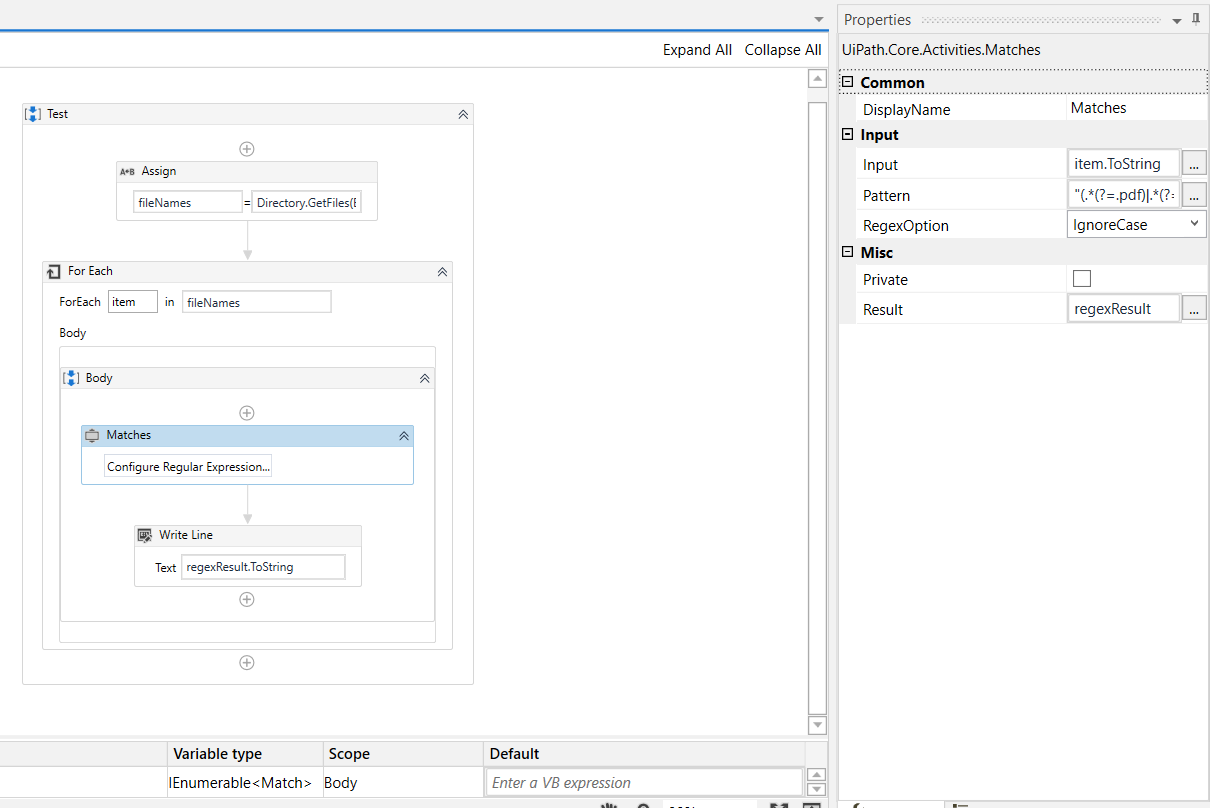 Properties
UiPath.Core.Activities.Matches
Expand All Collapse All
Common
DisplayName Matches
Input
Input item.ToString ...
Pattern "(.*(?=.pdf)|.*(?= ...
RegexOption IgnoreCase
Misc
Private
Result regexResult ...
Test
A*B Assign
fileNames = Directory.GetFiles(
For Each
ForEach item in fileNames
Body
Body
Matches
Configure Regular Expression...
Write Line
Text regexResult.ToString
Variable type Scope Default
IEnumerable<Match> Body Enter a VB expression